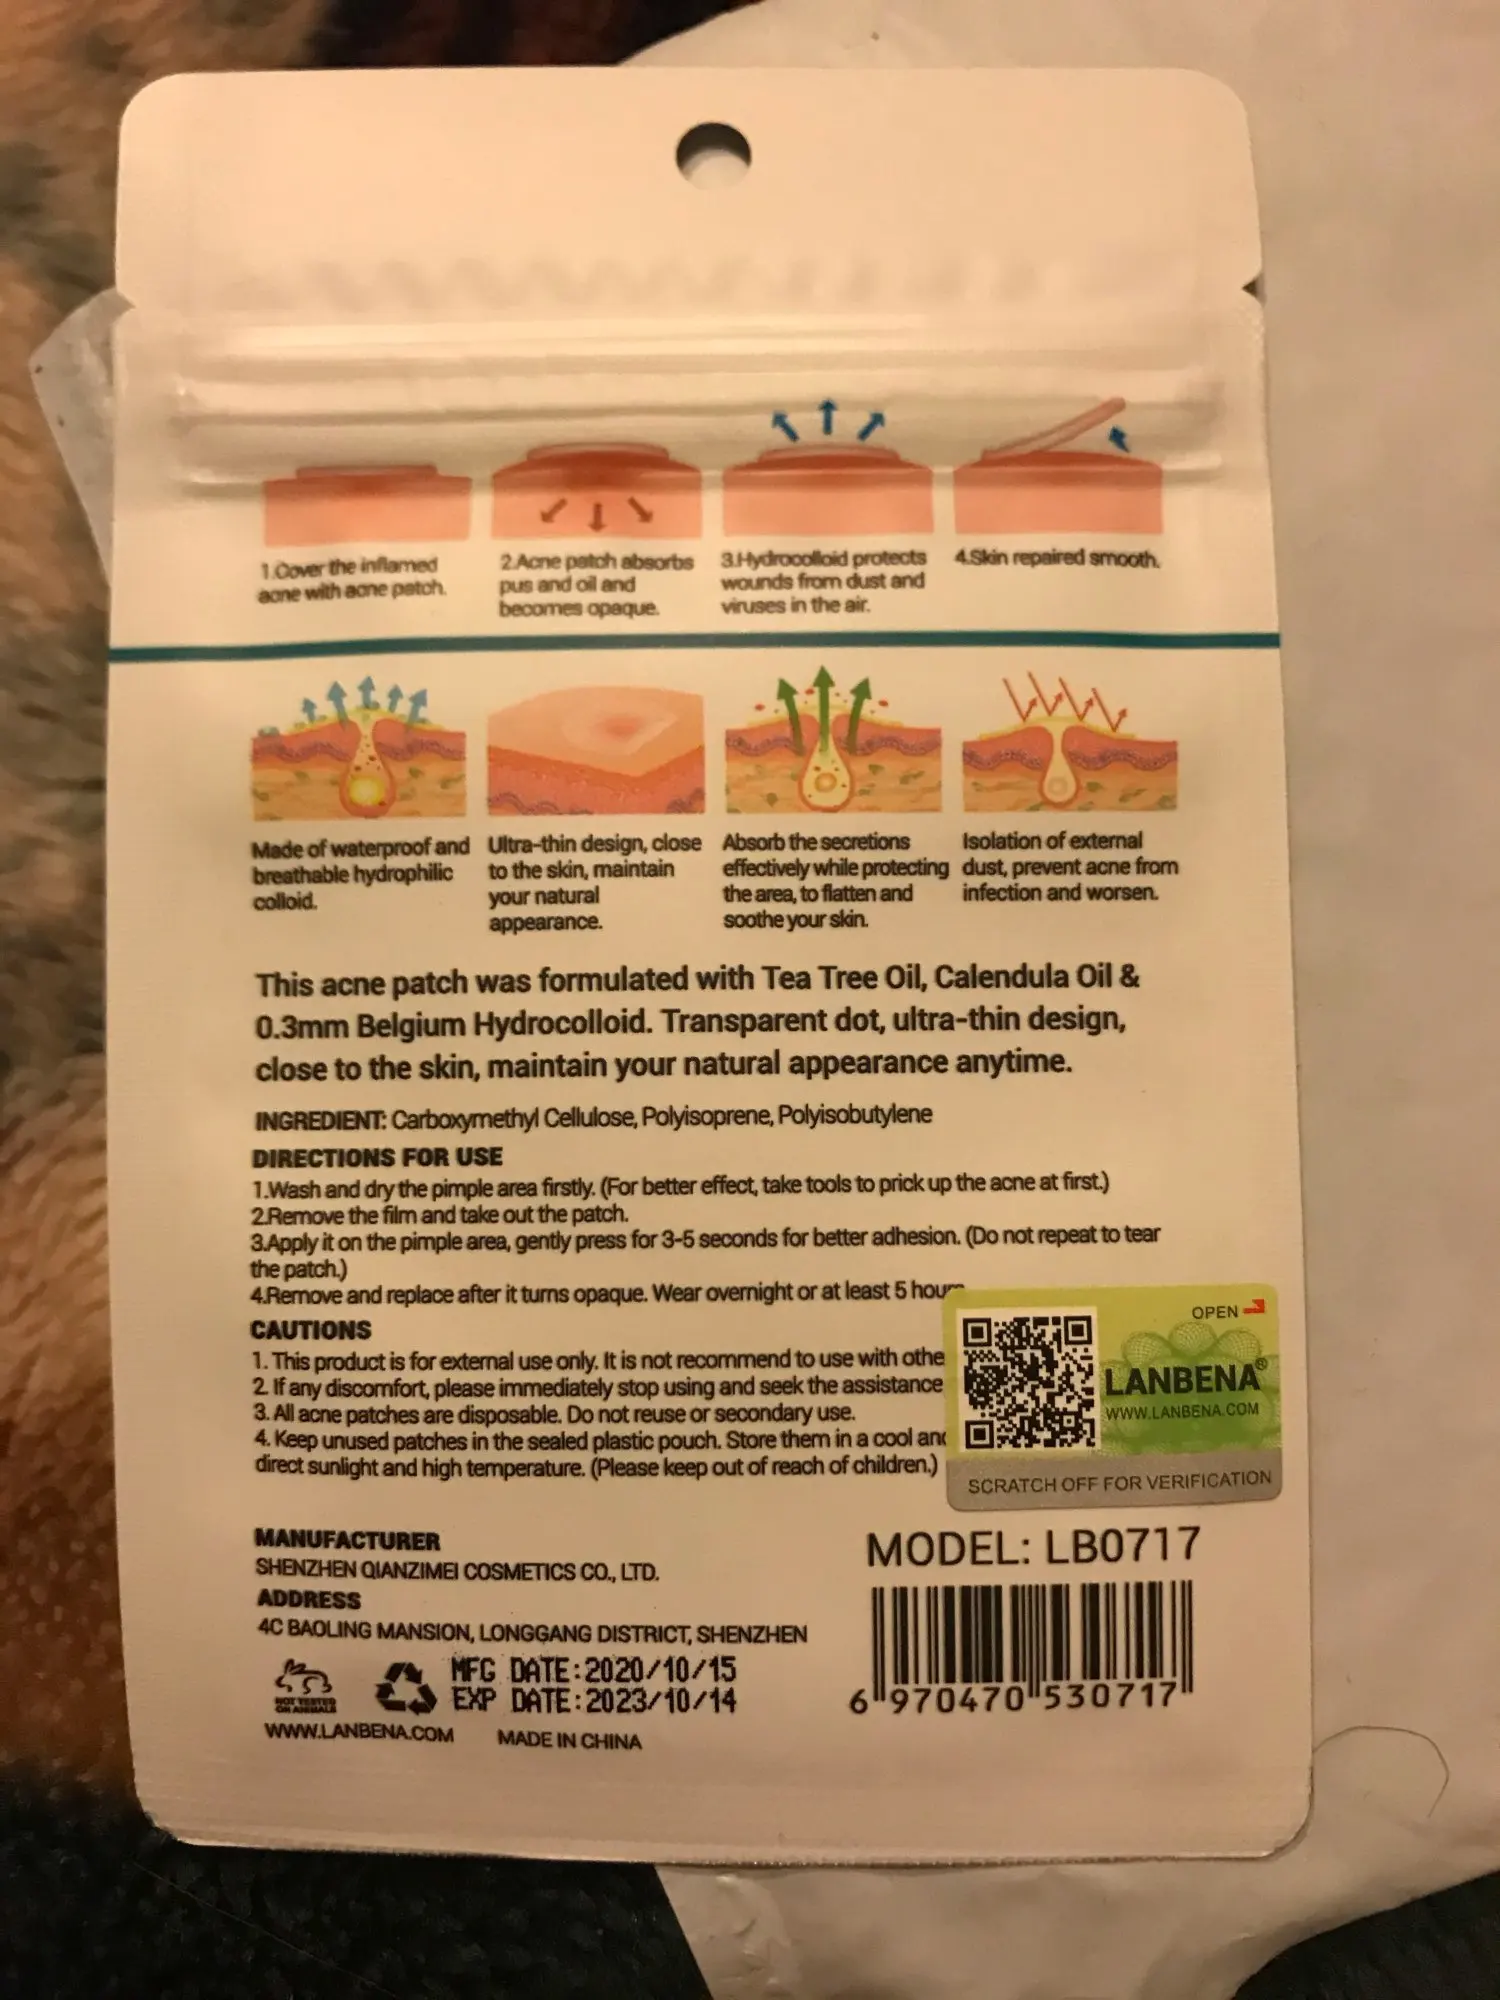 1.Cover the inflamed
acne with acne patch.
2.Acne patch absorbs
pus and oil and
becomes opaque.
3.Hydrocolloid protects
wounds from dust and
viruses in the air.
4.Skin repaired smooth.
Made of waterproof and
breathable hydrophilic
colloid.
Ultra-thin design, close
to the skin, maintain
your natural
appearance.
Absorb the secretions
effectively while protecting
the area, to flatten and
soothe your skin.
Isolation of external
dust, prevent acne from
infection and worsen.
This acne patch was formulated with Tea Tree Oil, Calendula Oil &
0.3mm Belgium Hydrocolloid. Transparent dot, ultra-thin design,
close to the skin, maintain your natural appearance anytime.
INGREDIENT: Carboxymethyl Cellulose, Polyisoprene, Polyisobutylene
DIRECTIONS FOR USE
1.Wash and dry the pimple area firstly. (For better effect, take tools to prick up the acne at first.)
2.Remove the film and take out the patch.
3.Apply it on the pimple area, gently press for 3-5 seconds for better adhesion. (Do not repeat to tear
the patch.)
4.Remove and replace after it turns opaque. Wear overnight or at least 5 hours
CAUTIONS
1. This product is for external use only. It is not recommend to use with othe
2. If any discomfort, please immediately stop using and seek the assistance
3. All acne patches are disposable. Do not reuse or secondary use.
4. Keep unused patches in the sealed plastic pouch. Store them in a cool and
direct sunlight and high temperature. (Please keep out of reach of children.)
OPEN
LANBENA®
WWW.LANBENA.COM
SCRATCH OFF FOR VERIFICATION
MANUFACTURER
SHENZHEN QIANZIMEI COSMETICS CO., LTD.
ADDRESS
4C BAOLING MANSION, LONGGANG DISTRICT, SHENZHEN
NOT TESTED
ON ANIMALS
MFG DATE:2020/10/15
EXP DATE:2023/10/14
WWW.LANBENA.COM MADE IN CHINA
MODEL: LB0717
6 970470 530717